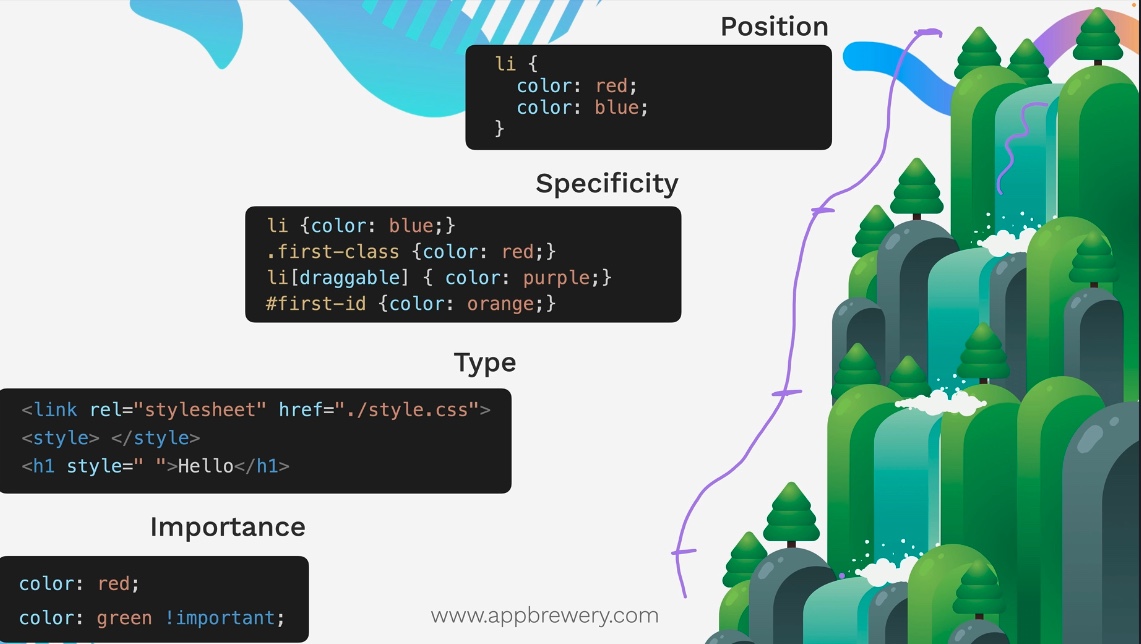 Position
li {
  color: red;
  color: blue;
}
Specificity
li {color: blue;}
.first-class {color: red;}
li[draggable] { color: purple;}
#first-id {color: orange;}
Type
<link rel="stylesheet" href="./style.css">
<style> </style>
<h1 style=" ">Hello</h1>
Importance
color: red;
color: green !important;
www.appbrewery.com